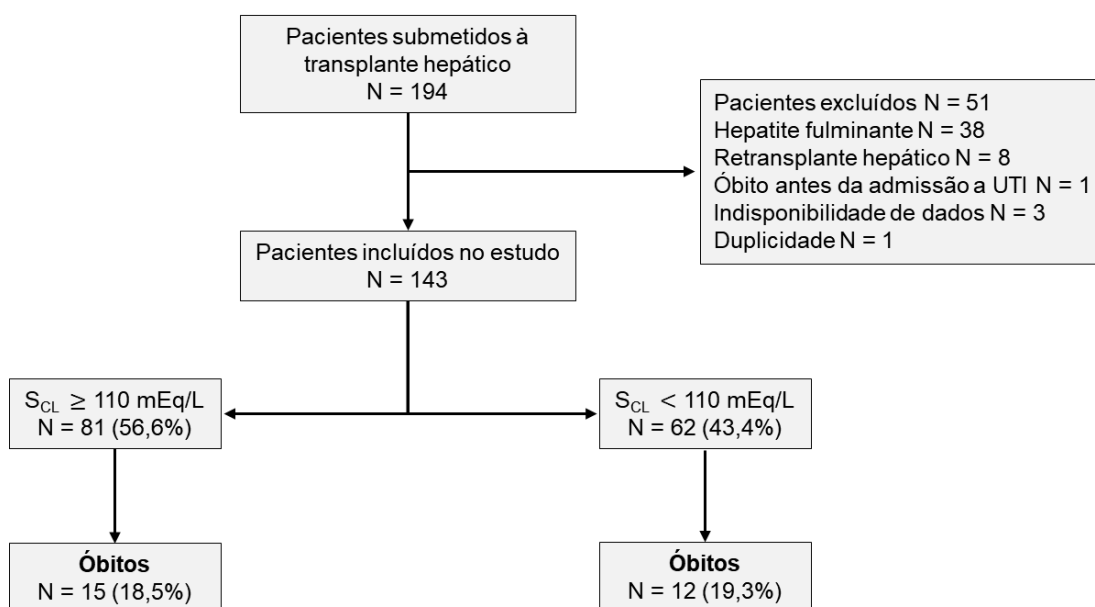 Pacientes submetidos à
transplante hepático
N = 194
Pacientes excluídos N = 51
Hepatite fulminante N = 38
Retransplante hepático N = 8
Óbito antes da admissão a UTI N = 1
Indisponibilidade de dados N = 3
Duplicidade N = 1
Pacientes incluídos no estudo
N = 143
S_CL ≥ 110 mEq/L
N = 81 (56,6%)
S_CL < 110 mEq/L
N = 62 (43,4%)
Óbitos
N = 15 (18,5%)
Óbitos
N = 12 (19,3%)